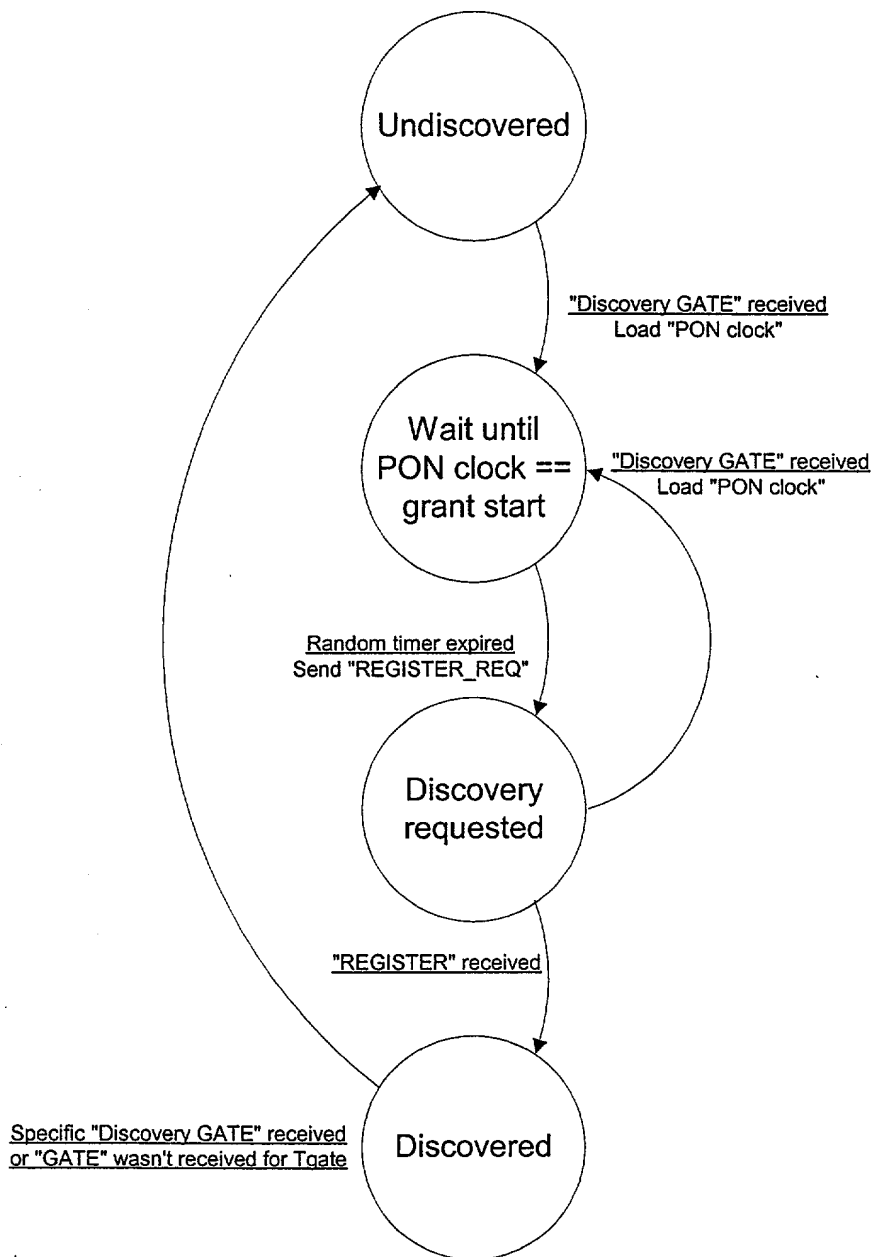 Undiscovered
"Discovery GATE" received
Load "PON clock"
Wait until
PON clock ==
grant start
"Discovery GATE" received
Load "PON clock"
Random timer expired
Send "REGISTER_REQ"
Discovery
requested
"REGISTER" received
Specific "Discovery GATE" received
or "GATE" wasn't received for Tgate
Discovered